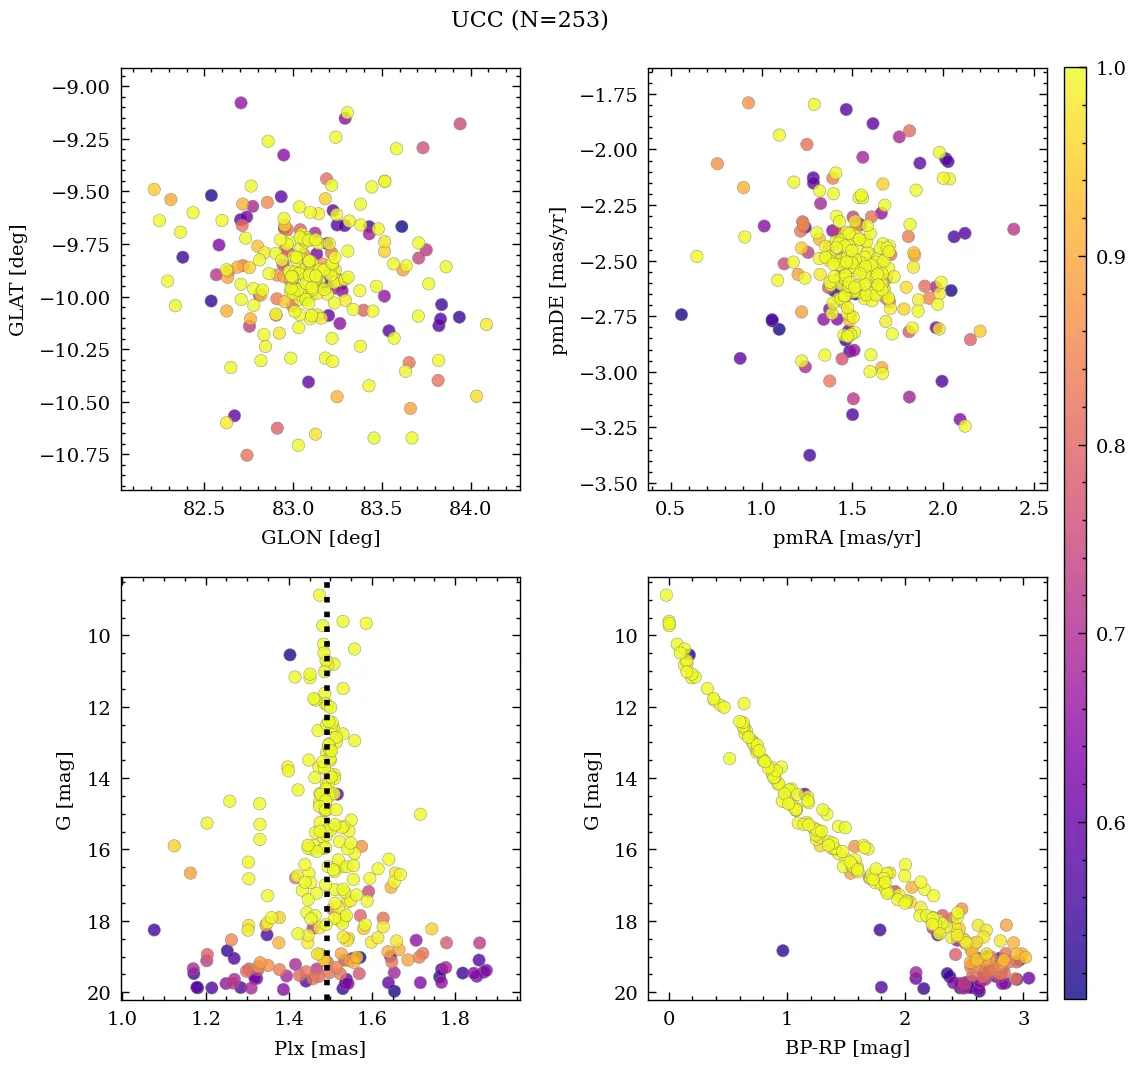 UCC (N=253)
−9.00
−9.25
−9.50
−9.75
−10.00
−10.25
−10.50
−10.75
GLAT [deg]
82.5 83.0 83.5 84.0
GLON [deg]
−1.75
−2.00
−2.25
−2.50
−2.75
−3.00
−3.25
−3.50
pmDE [mas/yr]
0.5 1.0 1.5 2.0 2.5
pmRA [mas/yr]
1.0
0.9
0.8
0.7
0.6
10
12
14
16
18
20
G [mag]
1.0 1.2 1.4 1.6 1.8
Plx [mas]
10
12
14
16
18
20
G [mag]
0 1 2 3
BP-RP [mag]